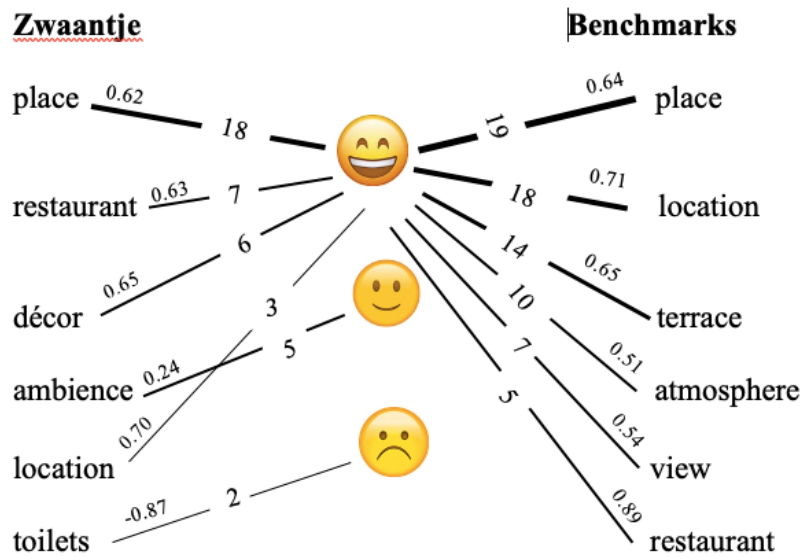 Zwaantje
Benchmarks
place 0.62 18 19 0.64 place
restaurant 0.63 7 18 0.71 location
décor 0.65 6 14 0.65 terrace
ambience 0.24 5 10 0.51 atmosphere
location 0.70 3 7 0.54 view
toilets -0.87 2 5 0.89 restaurant